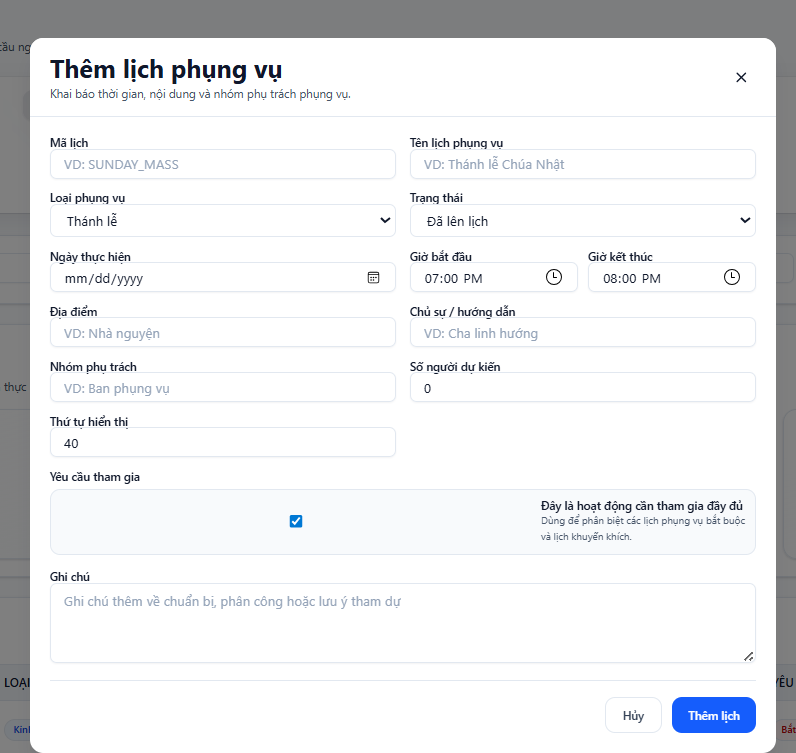 Thêm lịch phụng vụ
Khai báo thời gian, nội dung và nhóm phụ trách phụng vụ.
Mã lịch
Tên lịch phụng vụ
VD: SUNDAY_MASS
VD: Thánh lễ Chúa Nhật
Loại phụng vụ
Trạng thái
Thánh lễ
Đã lên lịch
Ngày thực hiện
Giờ bắt đầu
Giờ kết thúc
mm/dd/yyyy
07:00 PM
08:00 PM
Địa điểm
Chủ sự / hướng dẫn
VD: Nhà nguyện
VD: Cha linh hướng
Nhóm phụ trách
Số người dự kiến
thực
VD: Ban phụng vụ
0
Thứ tự hiển thị
40
Yêu cầu tham gia
Đây là hoạt động cần tham gia đầy đủ
Dùng để phân biệt các lịch phụng vụ bắt buộc
và lịch khuyến khích.
Ghi chú
Ghi chú thêm về chuẩn bị, phân công hoặc lưu ý tham dự
LOẠI
Hủy
Thêm lịch